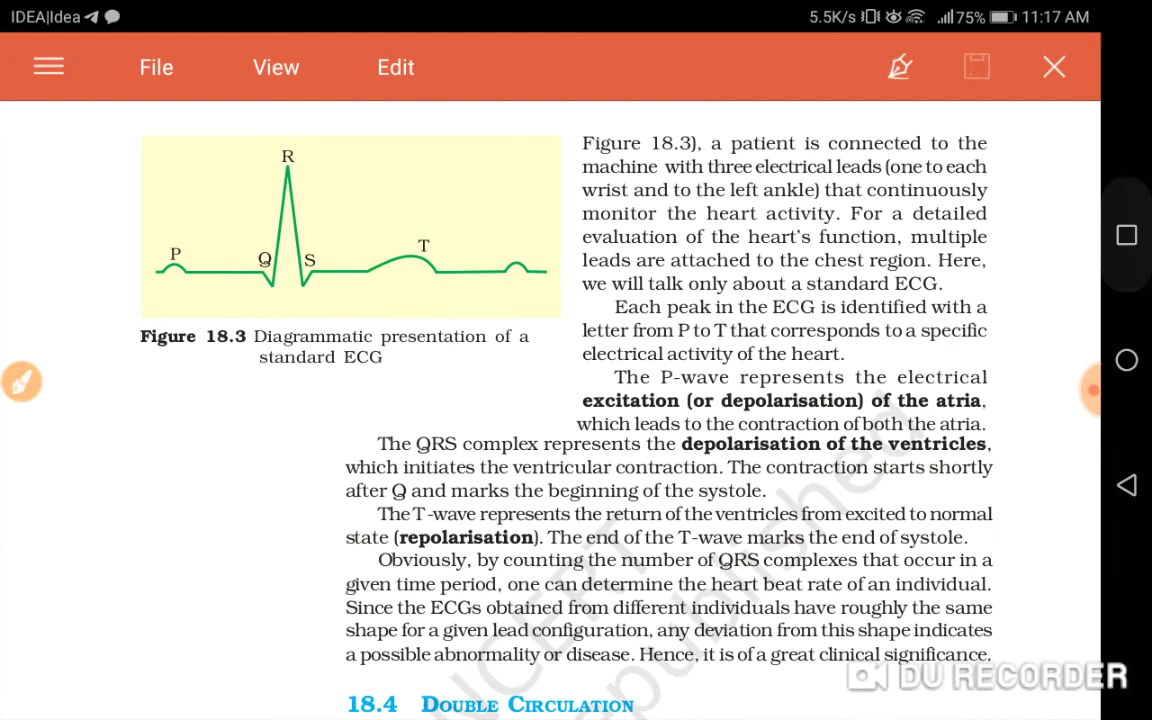 IDEA|Idea 5.5K/s 75% 11:17 AM
File View Edit
R
P
Q
S
T
Figure 18.3 Diagrammatic presentation of a
standard ECG
Figure 18.3), a patient is connected to the
machine with three electrical leads (one to each
wrist and to the left ankle) that continuously
monitor the heart activity. For a detailed
evaluation of the heart's function, multiple
leads are attached to the chest region. Here,
we will talk only about a standard ECG.
Each peak in the ECG is identified with a
letter from P to T that corresponds to a specific
electrical activity of the heart.
The P-wave represents the electrical
excitation (or depolarisation) of the atria,
which leads to the contraction of both the atria.
The QRS complex represents the depolarisation of the ventricles,
which initiates the ventricular contraction. The contraction starts shortly
after Q and marks the beginning of the systole.
The T-wave represents the return of the ventricles from excited to normal
state (repolarisation). The end of the T-wave marks the end of systole.
Obviously, by counting the number of QRS complexes that occur in a
given time period, one can determine the heart beat rate of an individual.
Since the ECGs obtained from different individuals have roughly the same
shape for a given lead configuration, any deviation from this shape indicates
a possible abnormality or disease. Hence, it is of a great clinical significance.
18.4 DOUBLE CIRCULATION
NCERT
republished
DU RECORDER